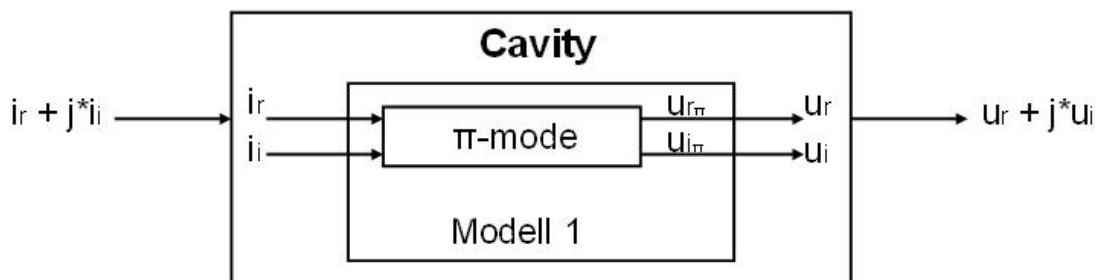 Cavity
ir + j*ii
ir
ii
π-mode
urπ
uiπ
ur
ui
ur + j*ui
Modell 1